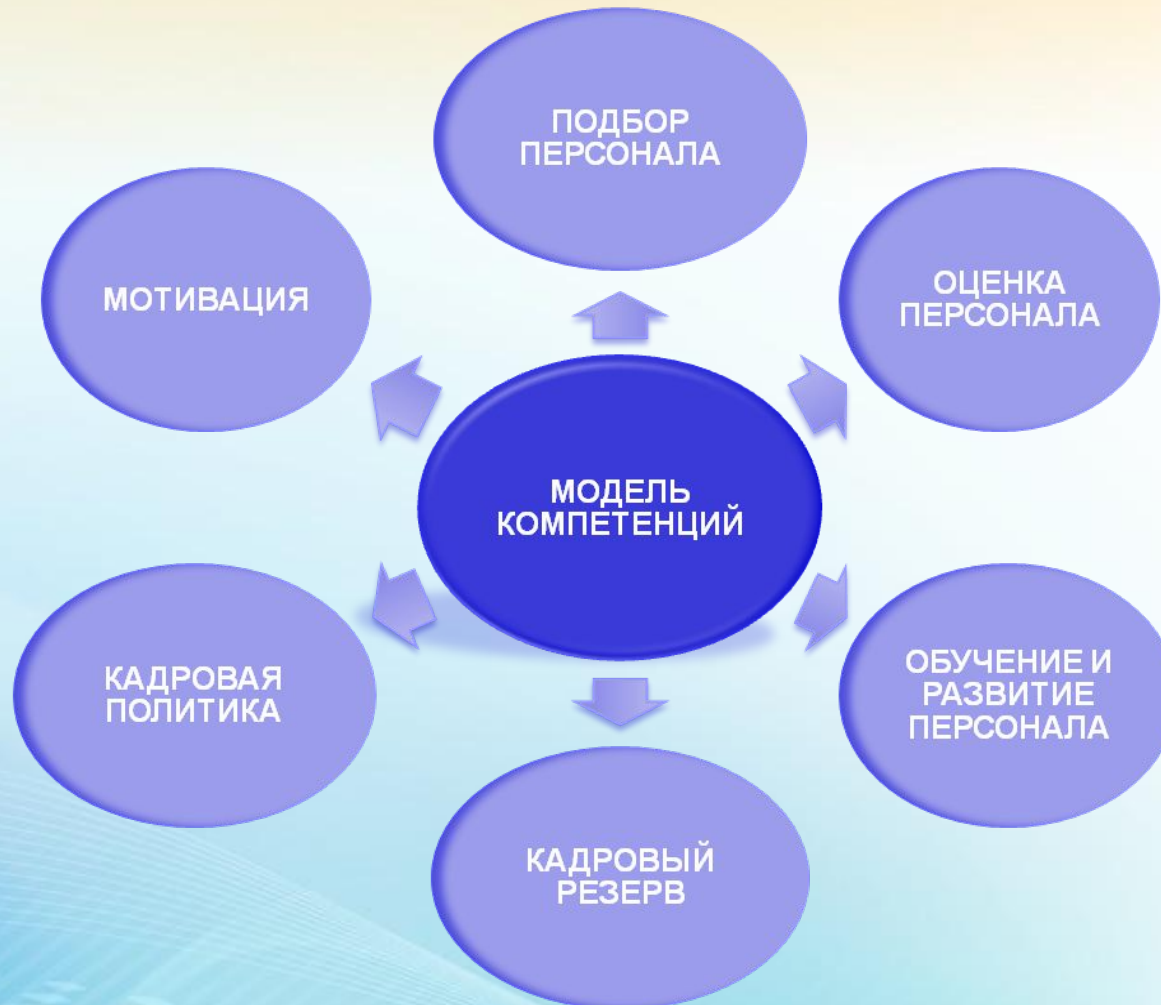 ПОДБОР
ПЕРСОНАЛА
МОТИВАЦИЯ
ОЦЕНКА
ПЕРСОНАЛА
МОДЕЛЬ
КОМПЕТЕНЦИЙ
КАДРОВАЯ
ПОЛИТИКА
ОБУЧЕНИЕ И
РАЗВИТИЕ
ПЕРСОНАЛА
КАДРОВЫЙ
РЕЗЕРВ